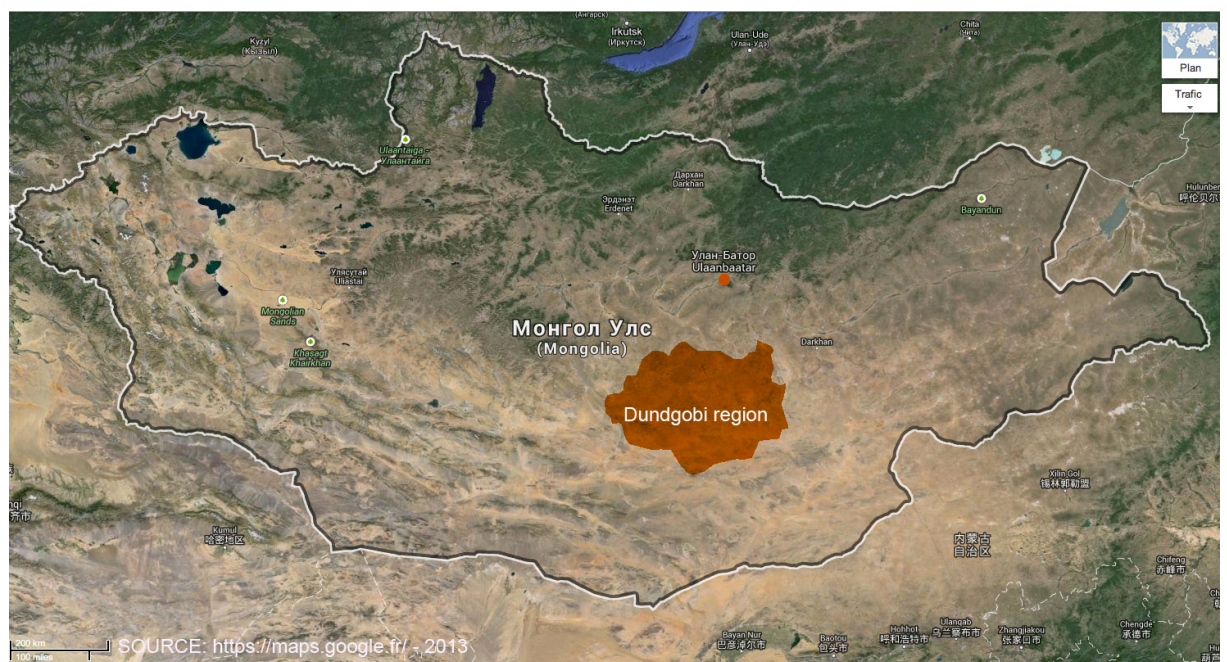 (Ангарск)
Irkutsk
(Иркутск)
Ulan-Ude
(Улан-Удэ)
Chita
(Чита)
Kyzyl
(Кызыл)
Plan
Trafic
Ulaantaiga –
Улаантайга
Дархан
Darkhan
Эрдэнэт
Erdenet
Bayandun
Hulunbe
呼伦贝尔
Улан-Батор
Ulaanbaatar
Улясутай
Uliastai
Mongolian
Sands
Khasagt
Khairkhan
Монгол Улс
(Mongolia)
Darkhan
Dundgobi region
Xilin Gol
锡林郭勒盟
qi
齐市
Kumul
哈密地区
内蒙古
自治区
Chifeng
赤峰市
Chengde
承德市
Hohhot
呼和浩特市
Ulanqab
乌兰察布市
Zhangjiakou
张家口市
Bayan Nur
巴彦淖尔市
Baotou
包头市
200 km
100 miles
SOURCE: https://maps.google.fr/ - 2013